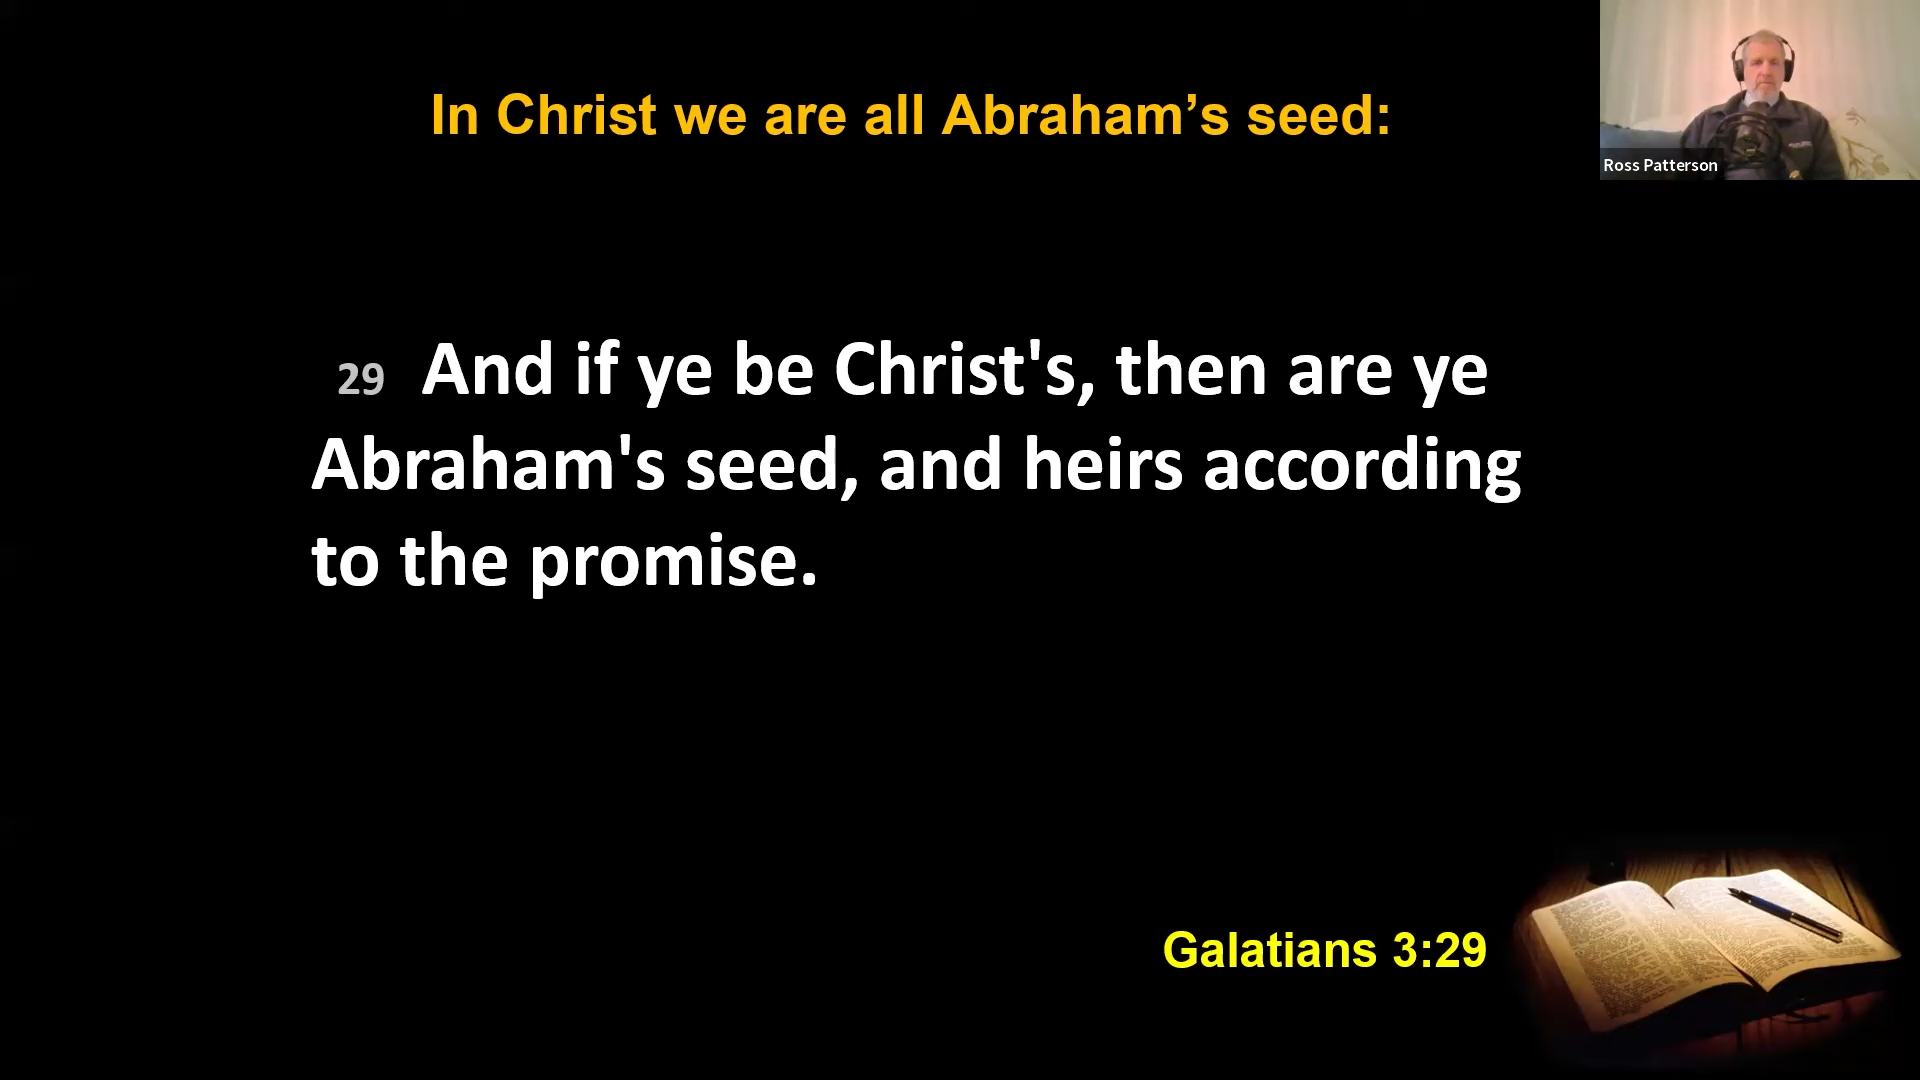 In Christ we are all Abraham’s seed:
Ross Patterson
29 And if ye be Christ's, then are ye
Abraham's seed, and heirs according
to the promise.
Galatians 3:29